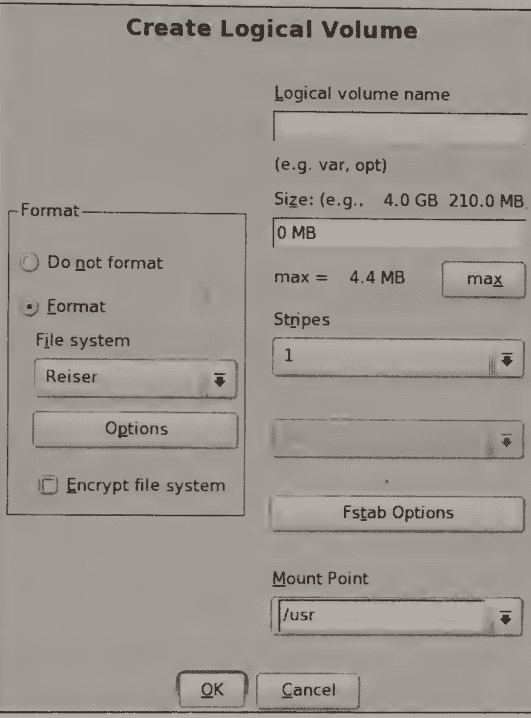 Create Logical Volume
Logical volume name
(e.g. var, opt)
Size: (e.g., 4.0 GB 210.0 MB
0 MB
max = 4.4 MB max
Stripes
1
Format
Do not format
Format
File system
Reiser
Options
Encrypt file system
Fstab Options
Mount Point
/usr
OK Cancel